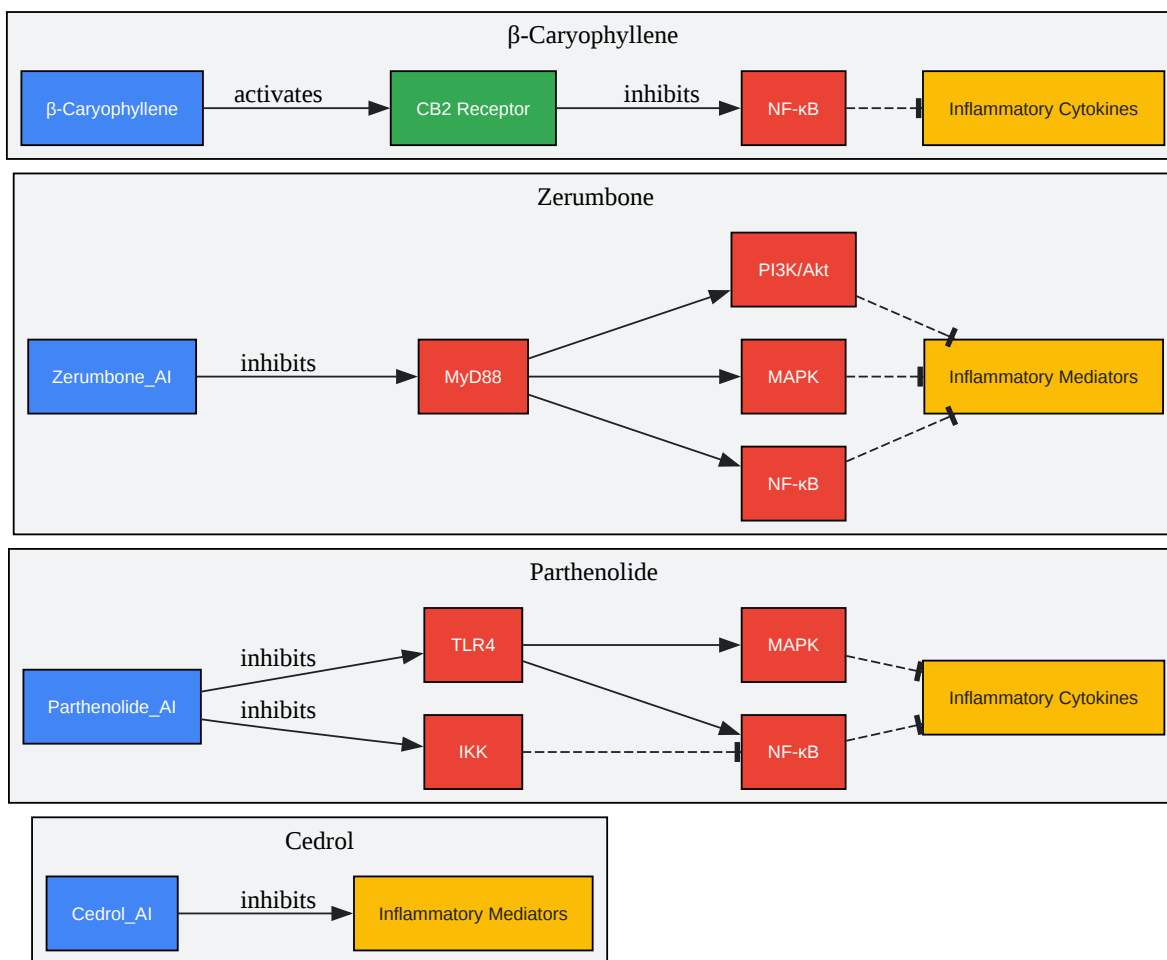 β-Caryophyllene
β-Caryophyllene
activates
CB2 Receptor
inhibits
NF-κB
Inflammatory Cytokines
Zerumbone
PI3K/Akt
Zerumbone_AI
inhibits
MyD88
MAPK
Inflammatory Mediators
NF-κB
Parthenolide
inhibits
TLR4
MAPK
Parthenolide_AI
inhibits
Inflammatory Cytokines
IKK
NF-κB
Cedrol
Cedrol_AI
inhibits
Inflammatory Mediators